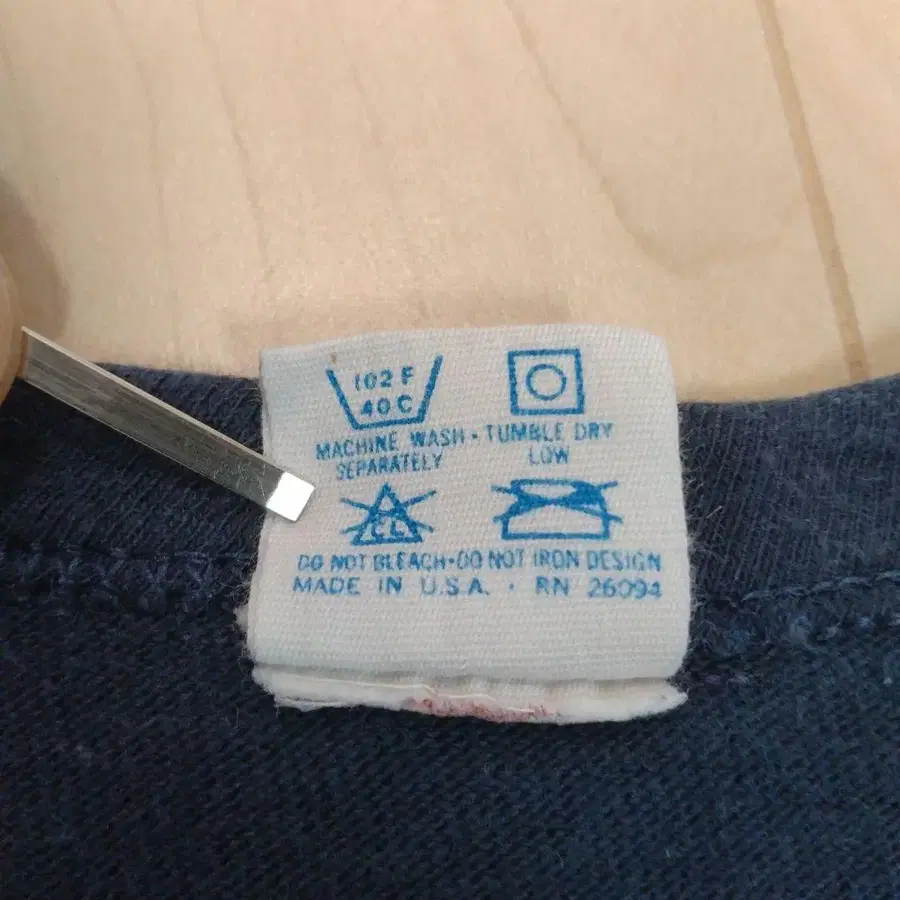 102 F
40 C
MACHINE WASH · TUMBLE DRY
SEPARATELY LOW
CL
DO NOT BLEACH · DO NOT IRON DESIGN
MADE IN U.S.A. · RN 26094